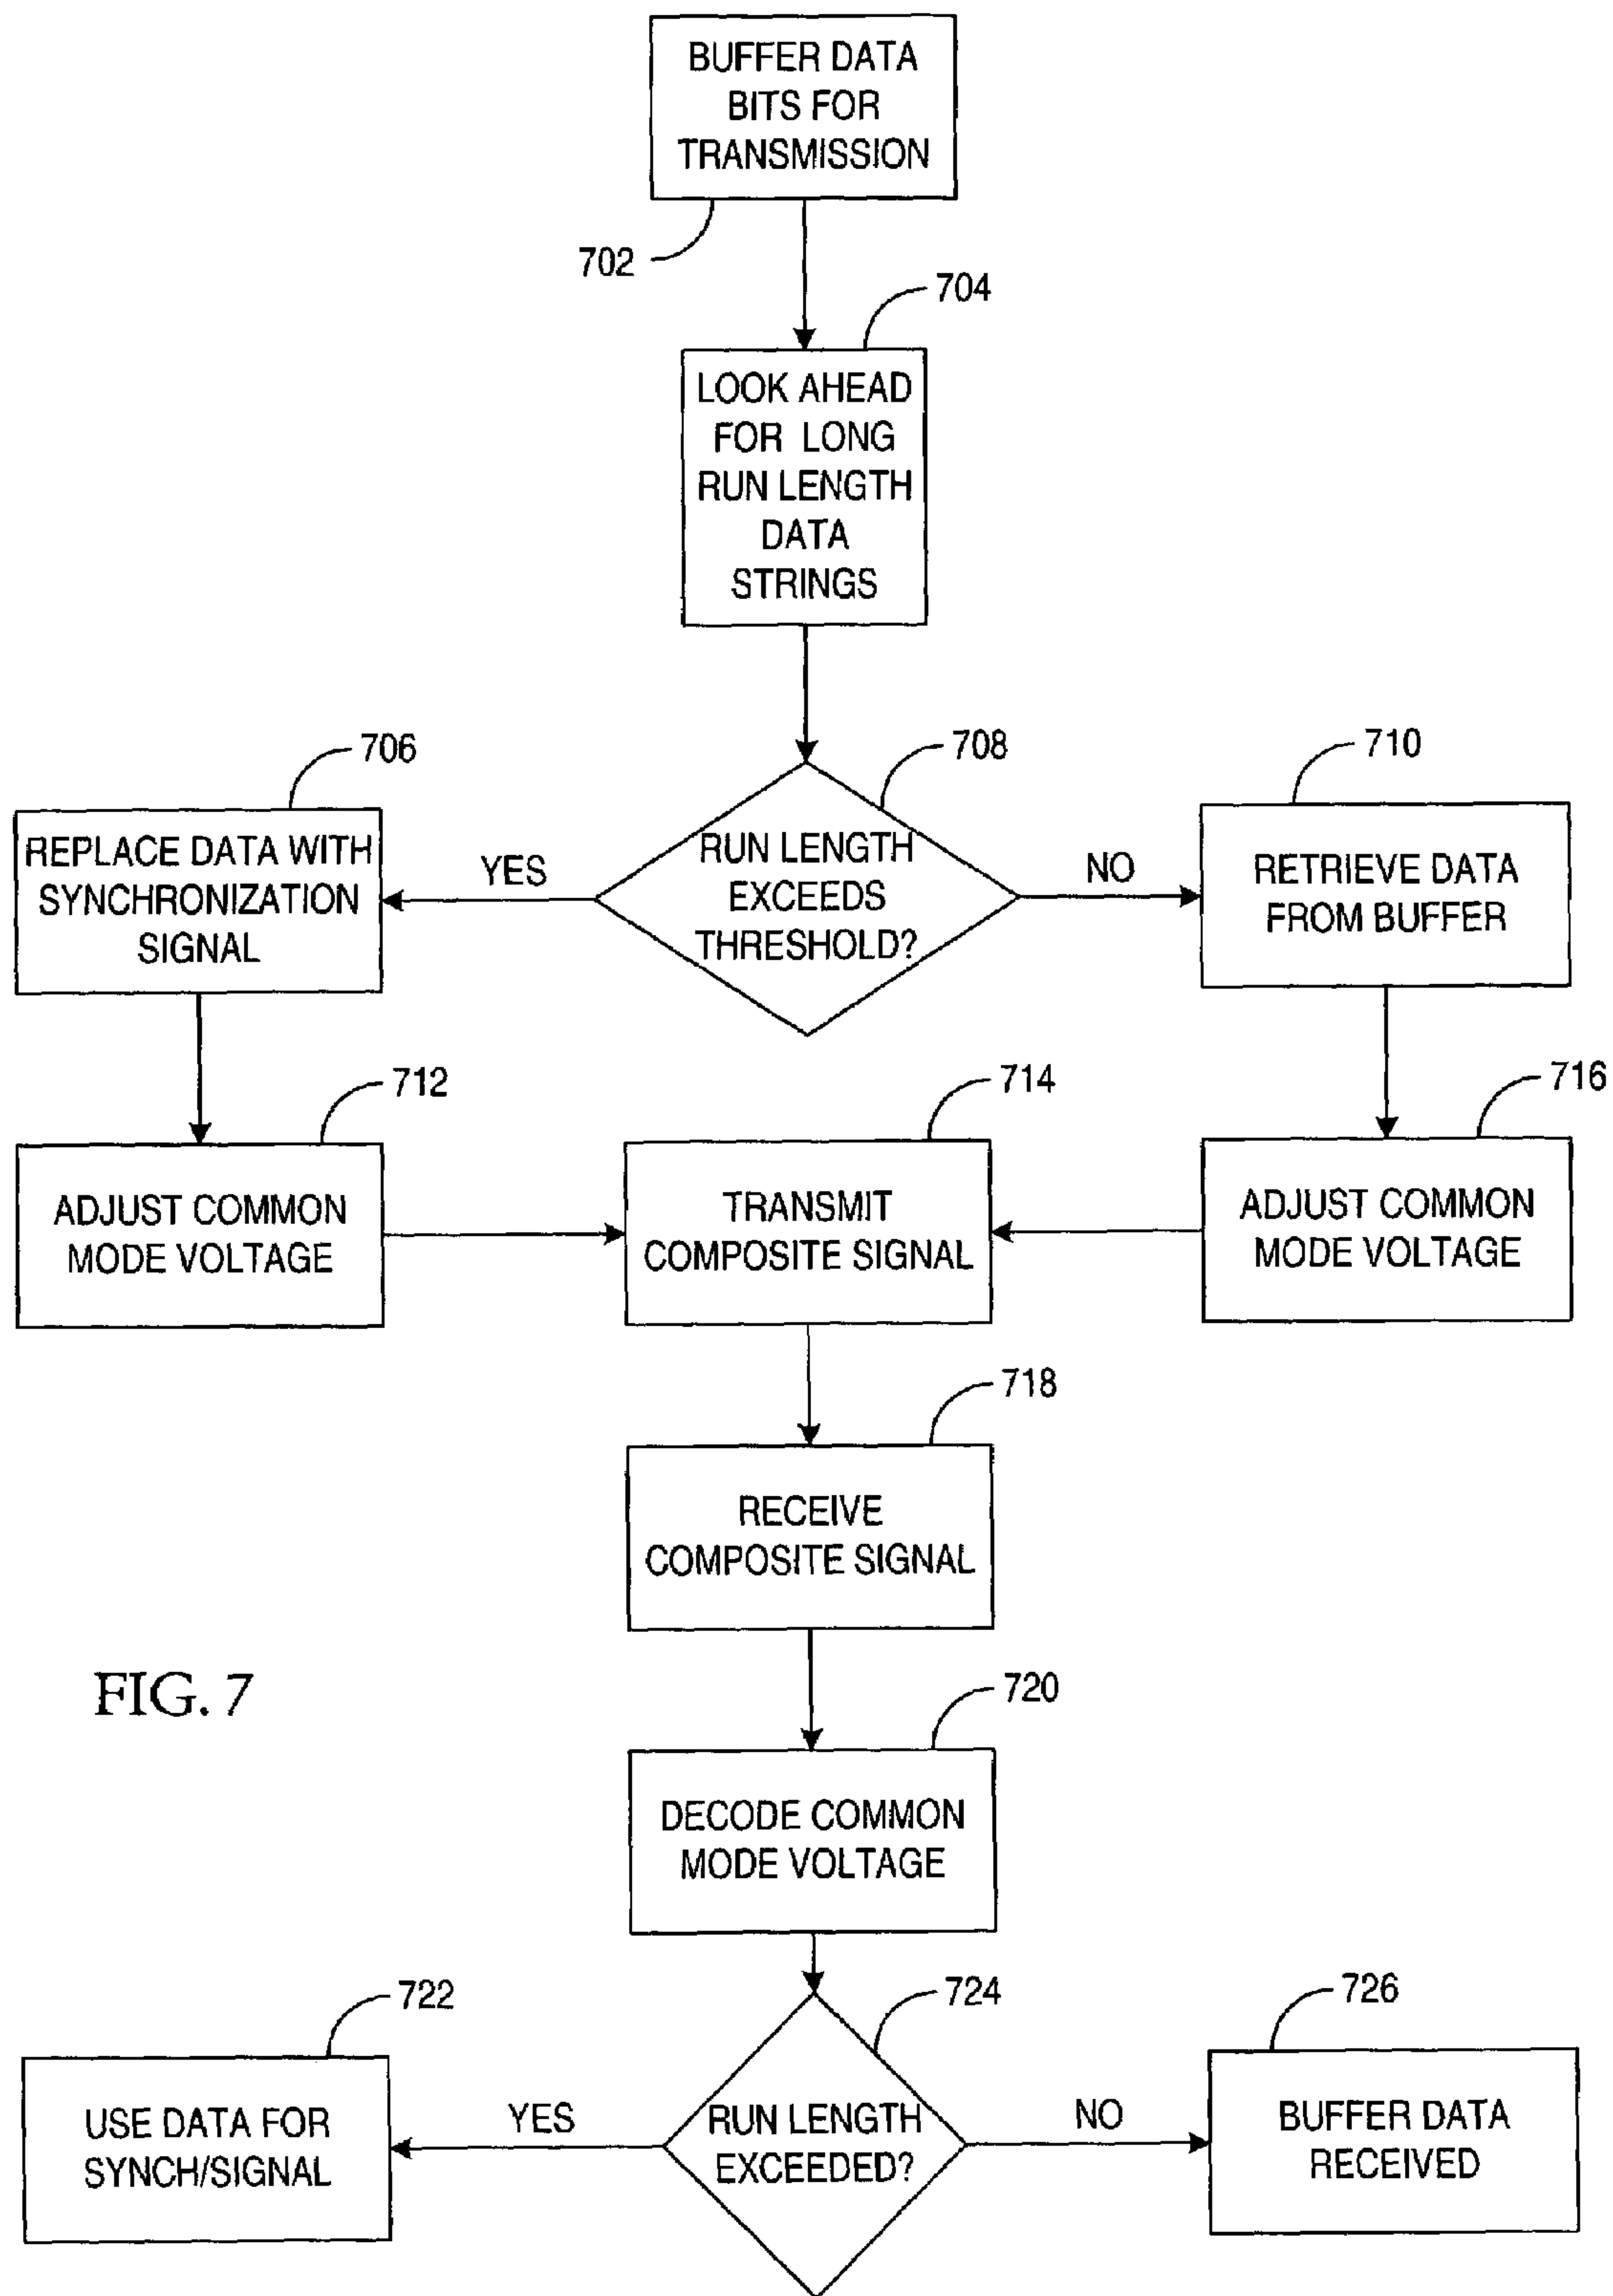 BUFFER DATA
BITS FOR
TRANSMISSION
702
704
LOOK AHEAD
FOR LONG
RUN LENGTH
DATA
STRINGS
706
708
710
REPLACE DATA WITH
SYNCHRONIZATION
SIGNAL
YES
RUN LENGTH
EXCEEDS
THRESHOLD?
NO
RETRIEVE DATA
FROM BUFFER
712
714
716
ADJUST COMMON
MODE VOLTAGE
TRANSMIT
COMPOSITE SIGNAL
ADJUST COMMON
MODE VOLTAGE
718
RECEIVE
COMPOSITE SIGNAL
FIG. 7
720
DECODE COMMON
MODE VOLTAGE
722
724
726
USE DATA FOR
SYNCH/SIGNAL
YES
RUN LENGTH
EXCEEDED?
NO
BUFFER DATA
RECEIVED